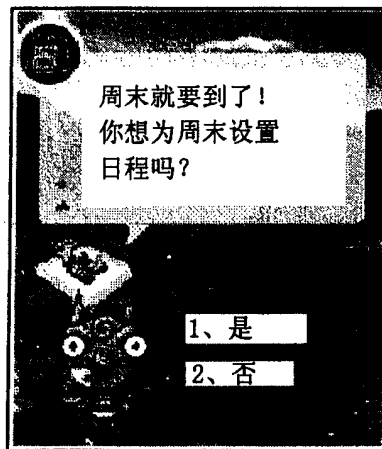 周末就要到了！
你想为周末设置
日程吗？
1、是
2、否